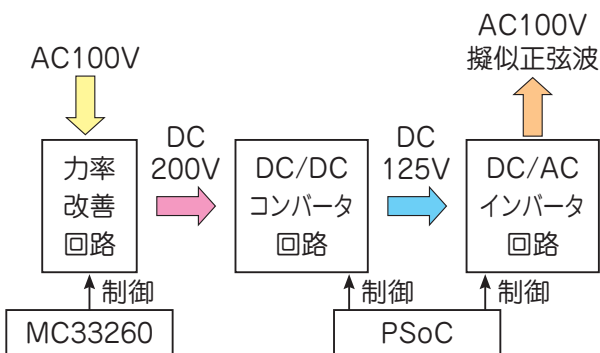 AC100V
AC100V
擬似正弦波
DC
200V
DC
125V
力率
改善
回路
DC/DC
コンバータ
回路
DC/AC
インバータ
回路
制御
制御
制御
MC33260
PSoC